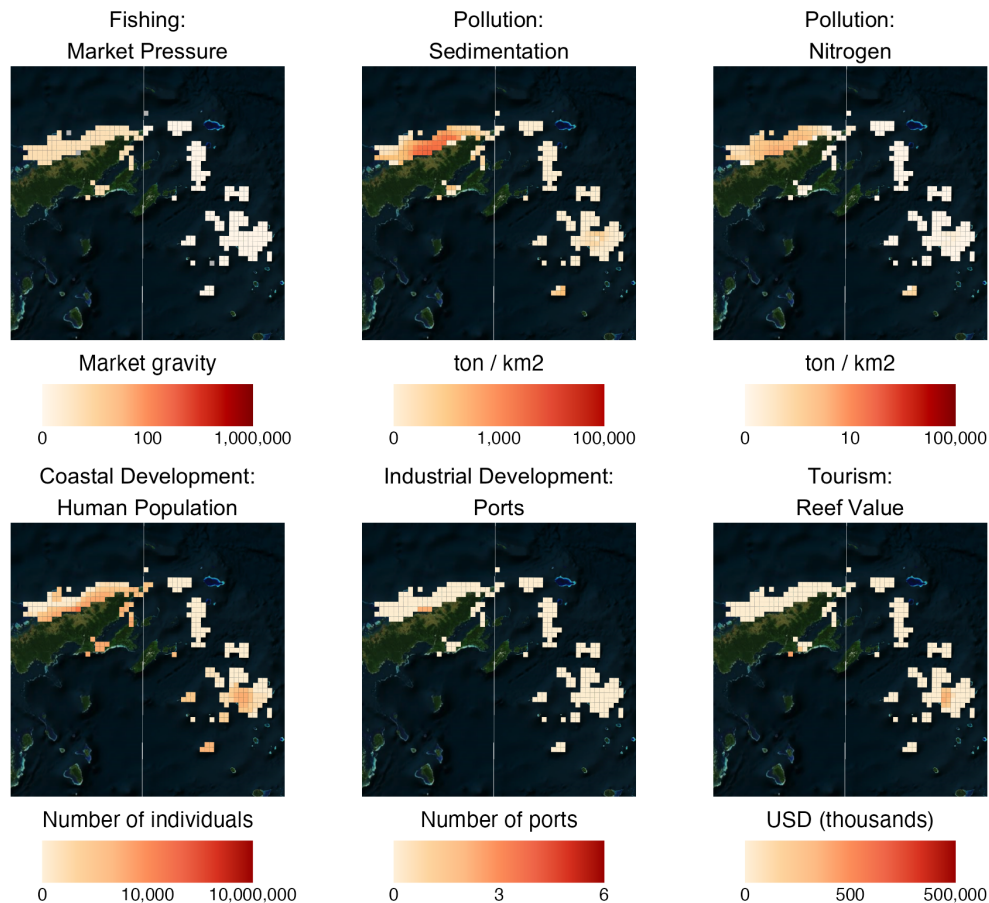 Fishing:
Market Pressure
Pollution:
Sedimentation
Pollution:
Nitrogen
Market gravity
0 100 1,000,000
ton / km2
0 1,000 100,000
ton / km2
0 10 100,000
Coastal Development:
Human Population
Industrial Development:
Ports
Tourism:
Reef Value
Number of individuals
0 10,000 10,000,000
Number of ports
0 3 6
USD (thousands)
0 500 500,000